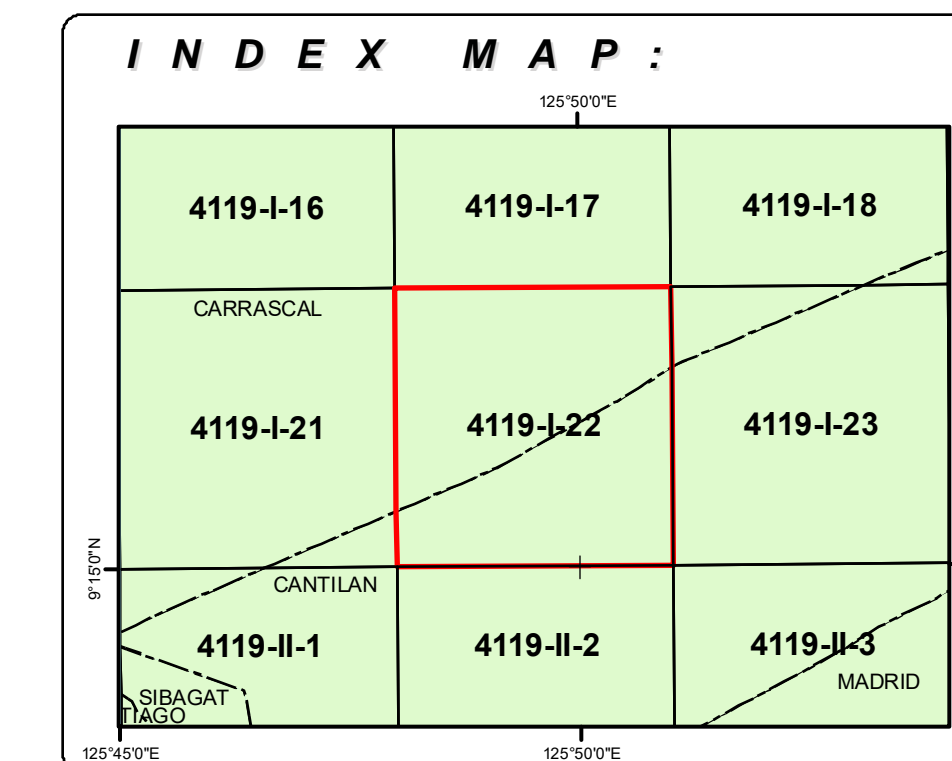 INDEX MAP:
125°50'0"E
4119-I-16 4119-I-17 4119-I-18
CARRASCAL
4119-I-21 4119-I-22 4119-I-23
9°15'0"N
CANTILAN
4119-II-1 4119-II-2 4119-II-3
MADRID
SIBAGAT
TIAGO
125°45'0"E 125°50'0"E